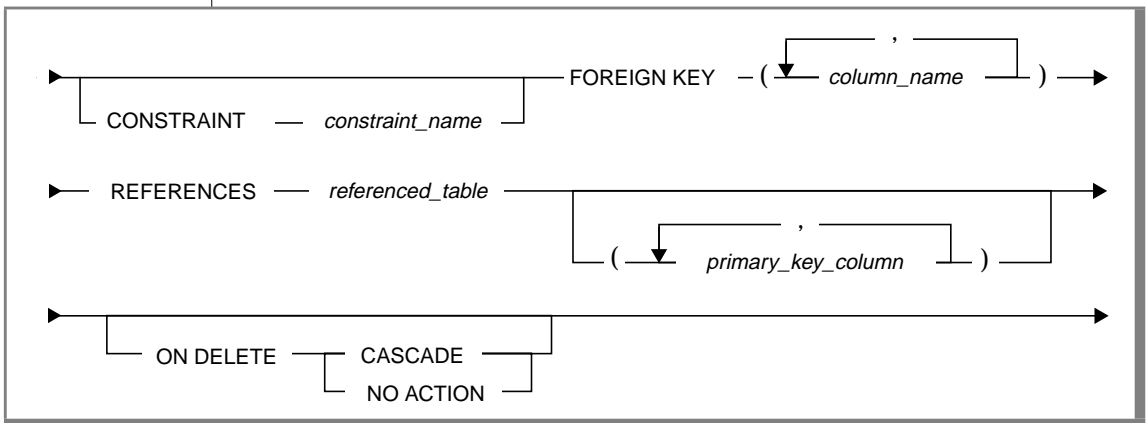 ,
FOREIGN KEY ( column_name )
CONSTRAINT constraint_name
REFERENCES referenced_table
,
( primary_key_column )
ON DELETE CASCADE
NO ACTION